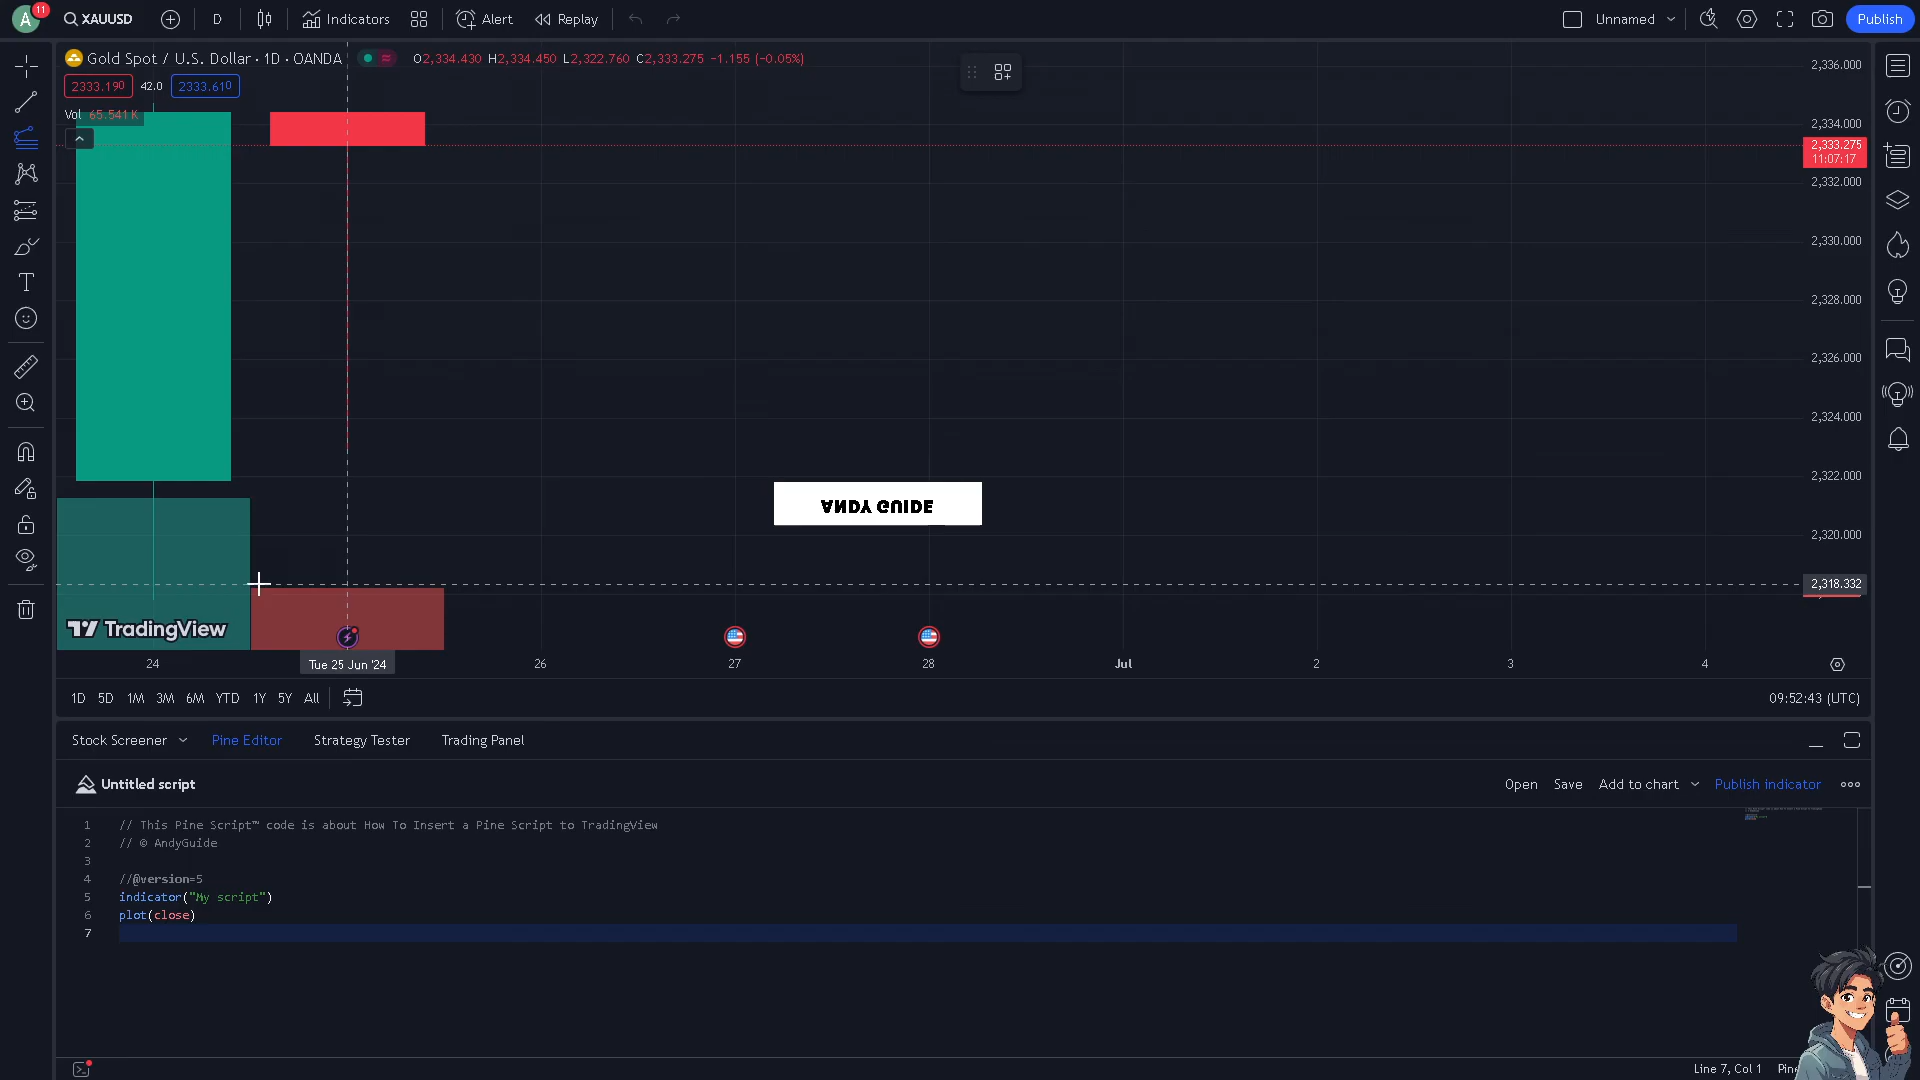 A 11 XAUUSD D Indicators Alert Replay Unnamed Publish
Gold Spot / U.S. Dollar · 1D · OANDA O2,334.430 H2,334.450 L2,322.760 C2,333.275 −1.155 (−0.05%)
2333.190 42.0 2333.610
Vol 65.541 K
2,336.000
2,334.000
2,333.275
11:07:17
2,332.000
2,330.000
2,328.000
2,326.000
2,324.000
2,322.000
2,320.000
2,318.332
ANDY GUIDE
TradingView
24 Tue 25 Jun '24 26 27 28 Jul 2 3 4
1D 5D 1M 3M 6M YTD 1Y 5Y All 09:52:43 (UTC)
Stock Screener Pine Editor Strategy Tester Trading Panel
Untitled script Open Save Add to chart Publish indicator
1 // This Pine Script™ code is about How To Insert a Pine Script to TradingView
2 // © AndyGuide
3
4 //@version=5
5 indicator("My script")
6 plot(close)
7
Line 7, Col 1 Pine